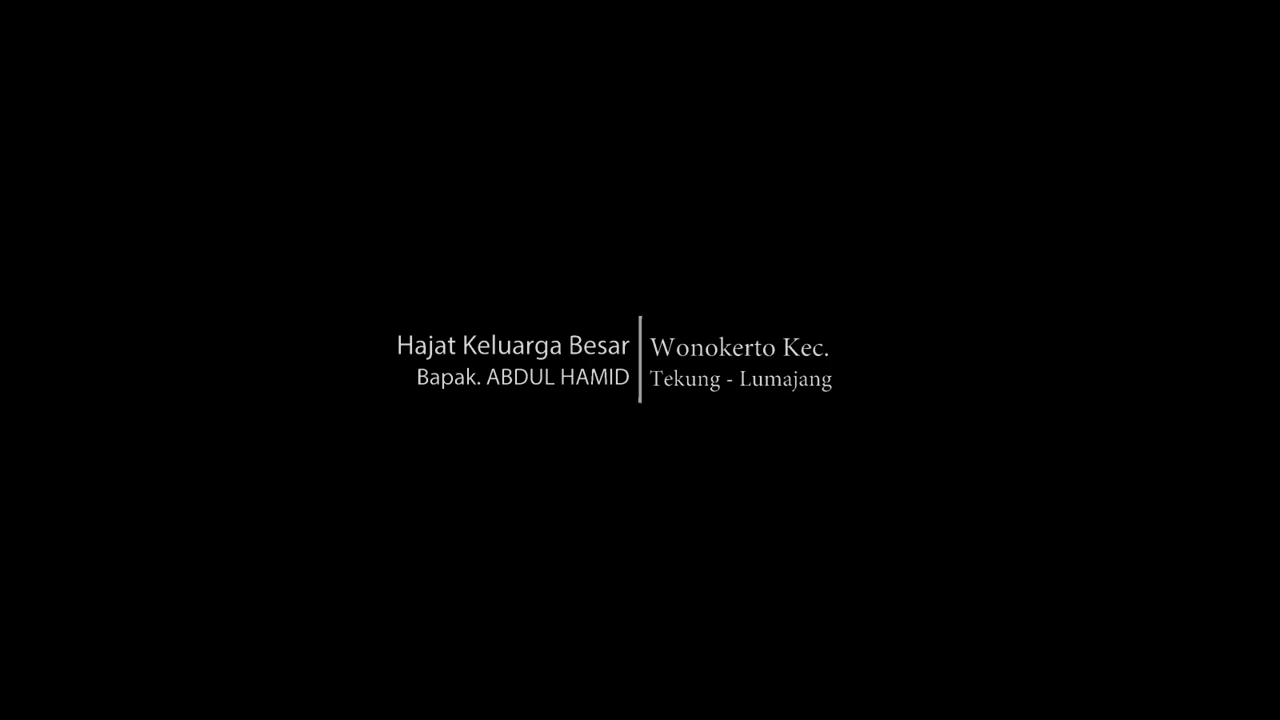 Hajat Keluarga Besar
Bapak. ABDUL HAMID
Wonokerto Kec.
Tekung - Lumajang